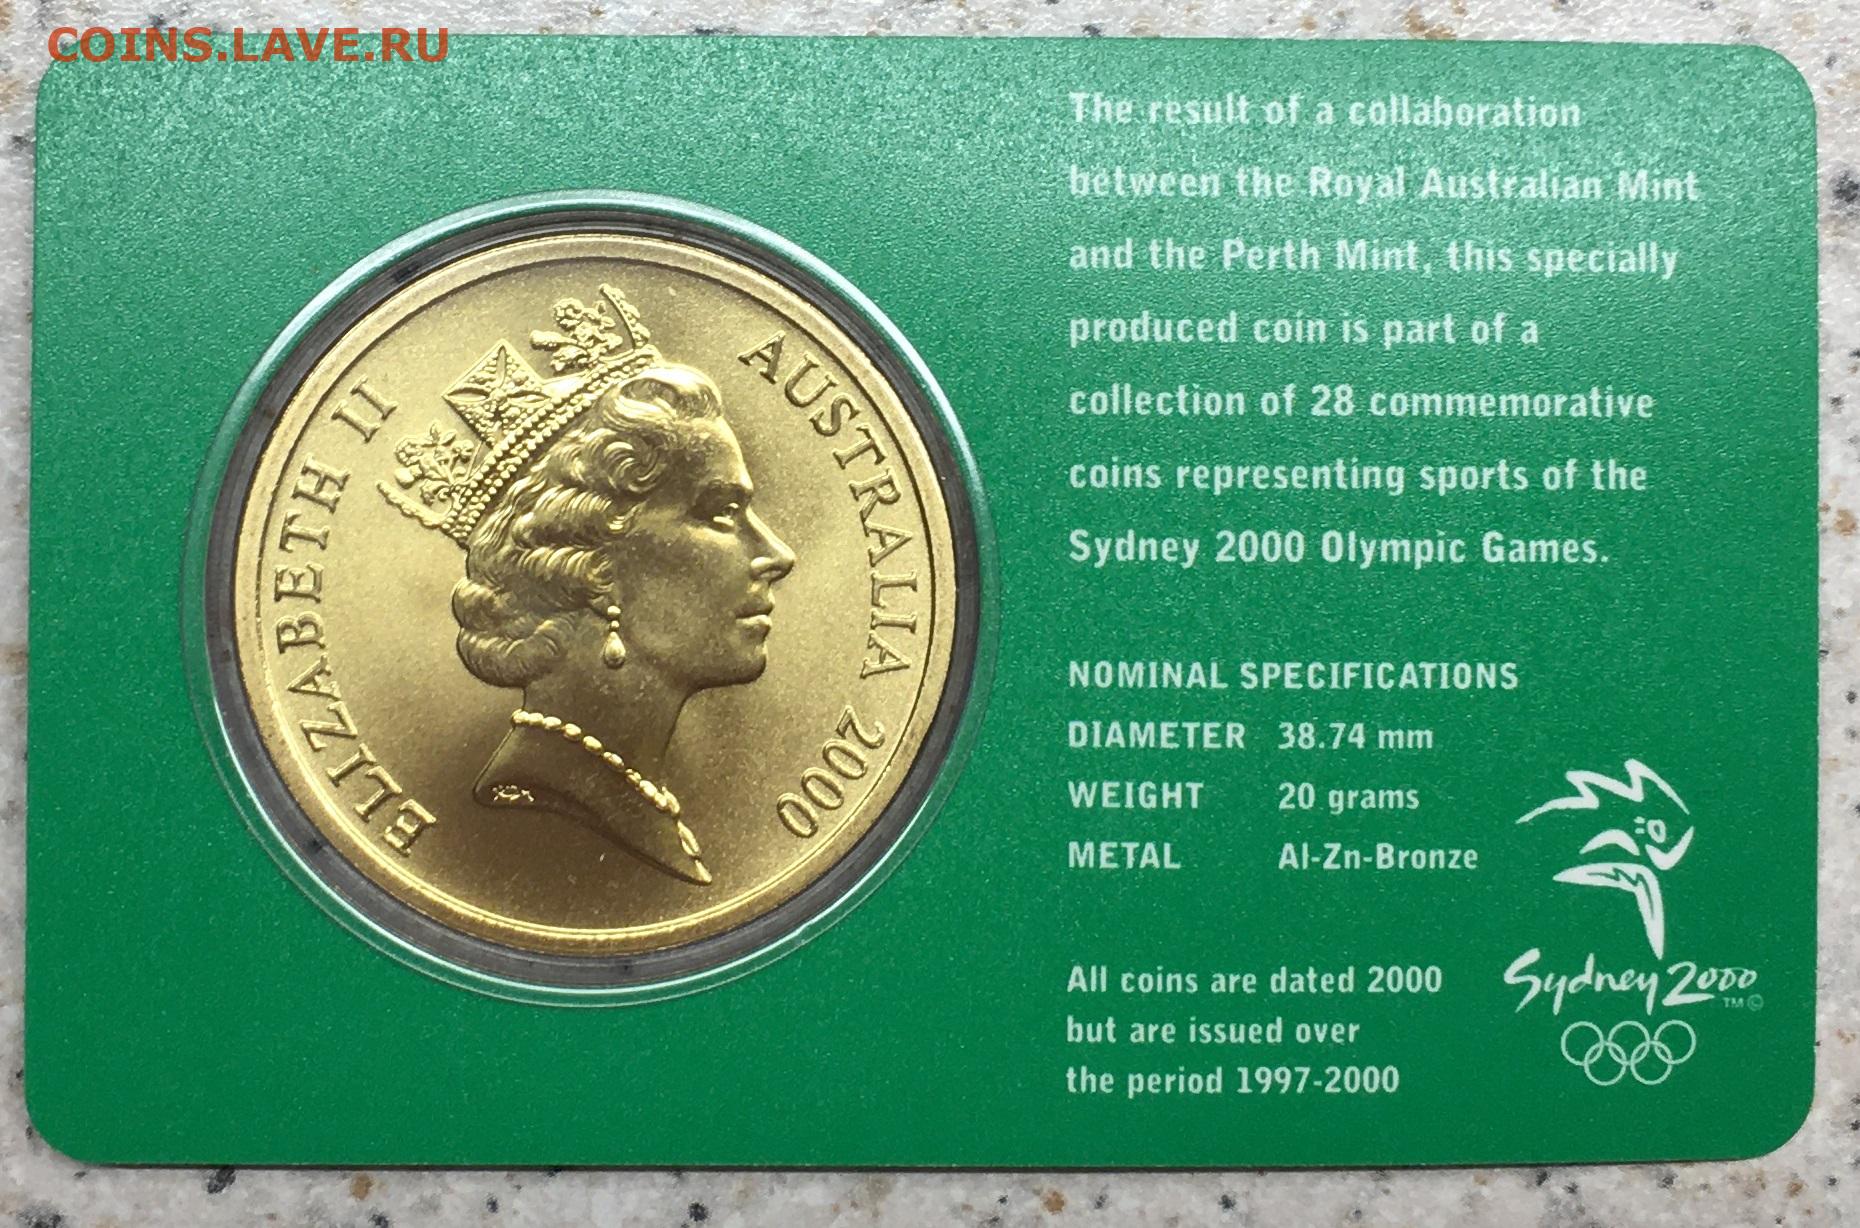 COINS.LAVE.RU
ELIZABETH II
AUSTRALIA 2000
The result of a collaboration
between the Royal Australian Mint
and the Perth Mint, this specially
produced coin is part of a
collection of 28 commemorative
coins representing sports of the
Sydney 2000 Olympic Games.
NOMINAL SPECIFICATIONS
DIAMETER 38.74 mm
WEIGHT 20 grams
METAL Al-Zn-Bronze
All coins are dated 2000
but are issued over
the period 1997-2000
Sydney 2000
TM ©